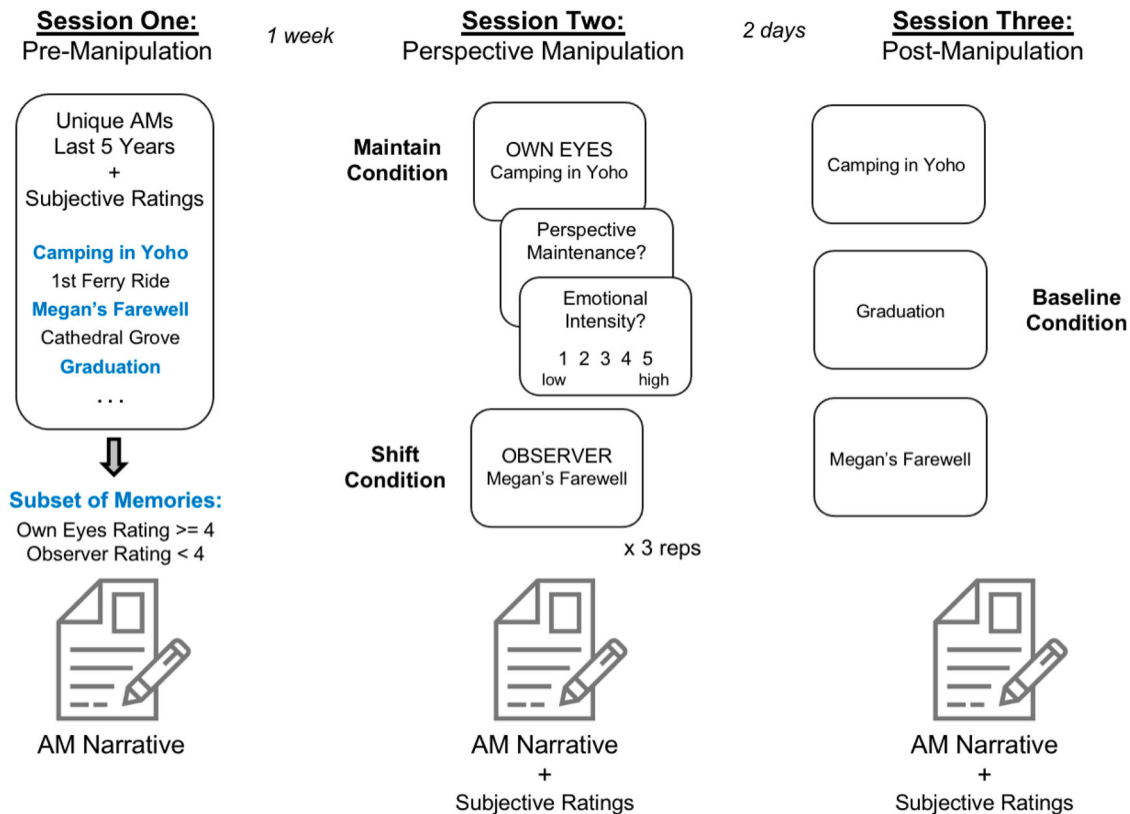 Session One:
Pre-Manipulation
1 week
Session Two:
Perspective Manipulation
2 days
Session Three:
Post-Manipulation
Unique AMs
Last 5 Years
+
Subjective Ratings
Camping in Yoho
1st Ferry Ride
Megan's Farewell
Cathedral Grove
Graduation
. . .
Subset of Memories:
Own Eyes Rating >= 4
Observer Rating < 4
AM Narrative
Maintain
Condition
OWN EYES
Camping in Yoho
Perspective
Maintenance?
Emotional
Intensity?
1 2 3 4 5
low high
Shift
Condition
OBSERVER
Megan's Farewell
x 3 reps
AM Narrative
+
Subjective Ratings
Camping in Yoho
Graduation
Baseline
Condition
Megan's Farewell
AM Narrative
+
Subjective Ratings